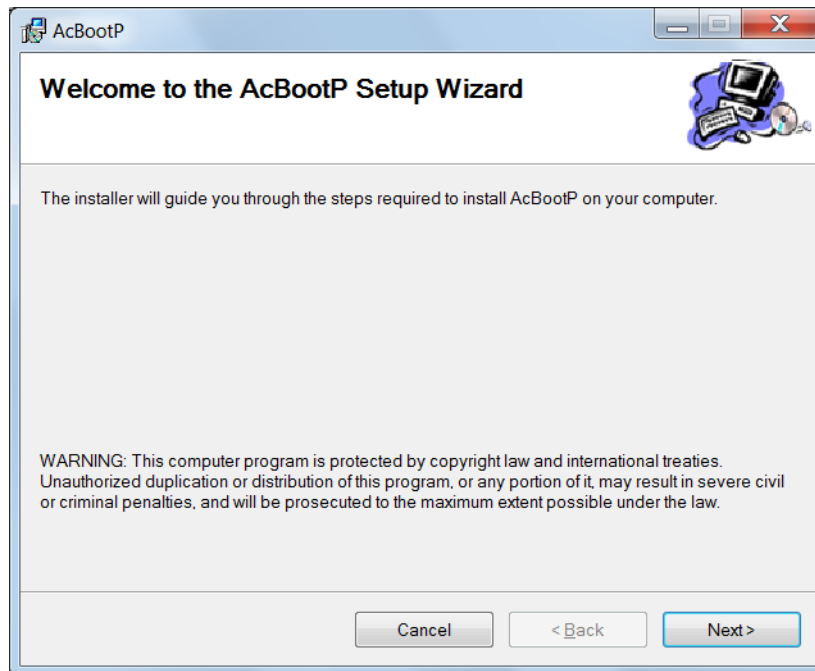 AcBootP
Welcome to the AcBootP Setup Wizard
The installer will guide you through the steps required to install AcBootP on your computer.
WARNING: This computer program is protected by copyright law and international treaties.
Unauthorized duplication or distribution of this program, or any portion of it, may result in severe civil
or criminal penalties, and will be prosecuted to the maximum extent possible under the law.
Cancel
< Back
Next >